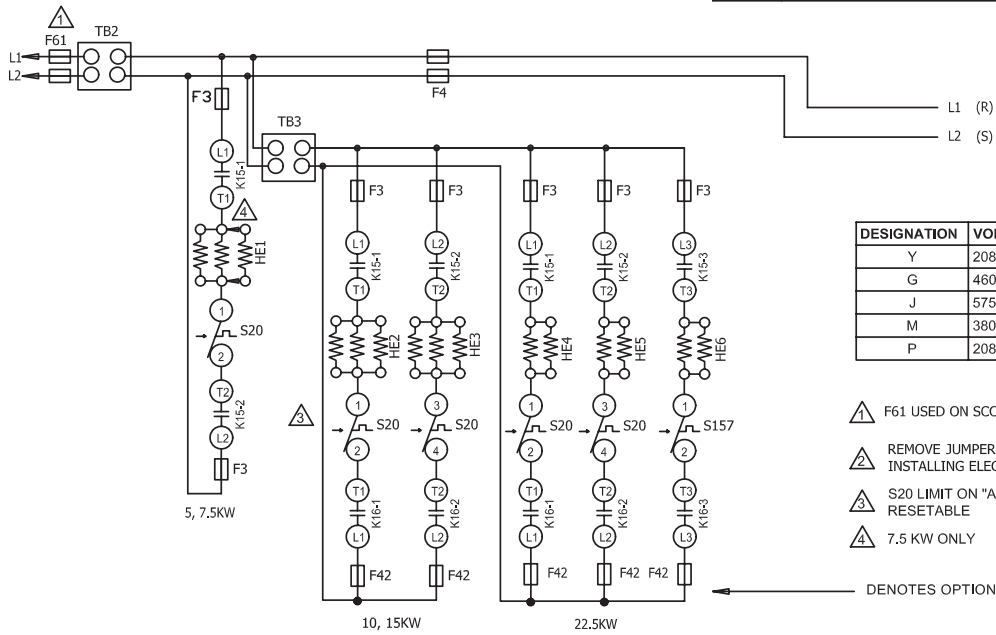 1
F61
TB2
L1
L2
F3
F4
L1 (R)
L2 (S)
TB3
L1
K15-1
T1
4
HE1
1
S20
2
T2
K15-2
L2
F3
5, 7.5KW
F3
F3
F3
F3
F3
L1
K15-1
T1
L2
K15-2
T2
L1
K15-1
T1
L2
K15-2
T2
L3
K15-3
T3
HE2
HE3
HE4
HE5
HE6
3
1
S20
2
3
S20
4
1
S20
2
3
S20
4
1
S157
2
T1
K16-1
L1
T2
K16-2
L2
T1
K16-1
L1
T2
K16-2
L2
T3
K16-3
L3
F42
F42
F42
F42
F42
10, 15KW
22.5KW
DESIGNATION
Y 208
G 460
J 575
M 380
P 208
1 F61 USED ON
2 REMOVE JUMPER
INSTALLING
3 S20 LIMIT ON
RESETABLE
4 7.5 KW ONLY
DENOTES